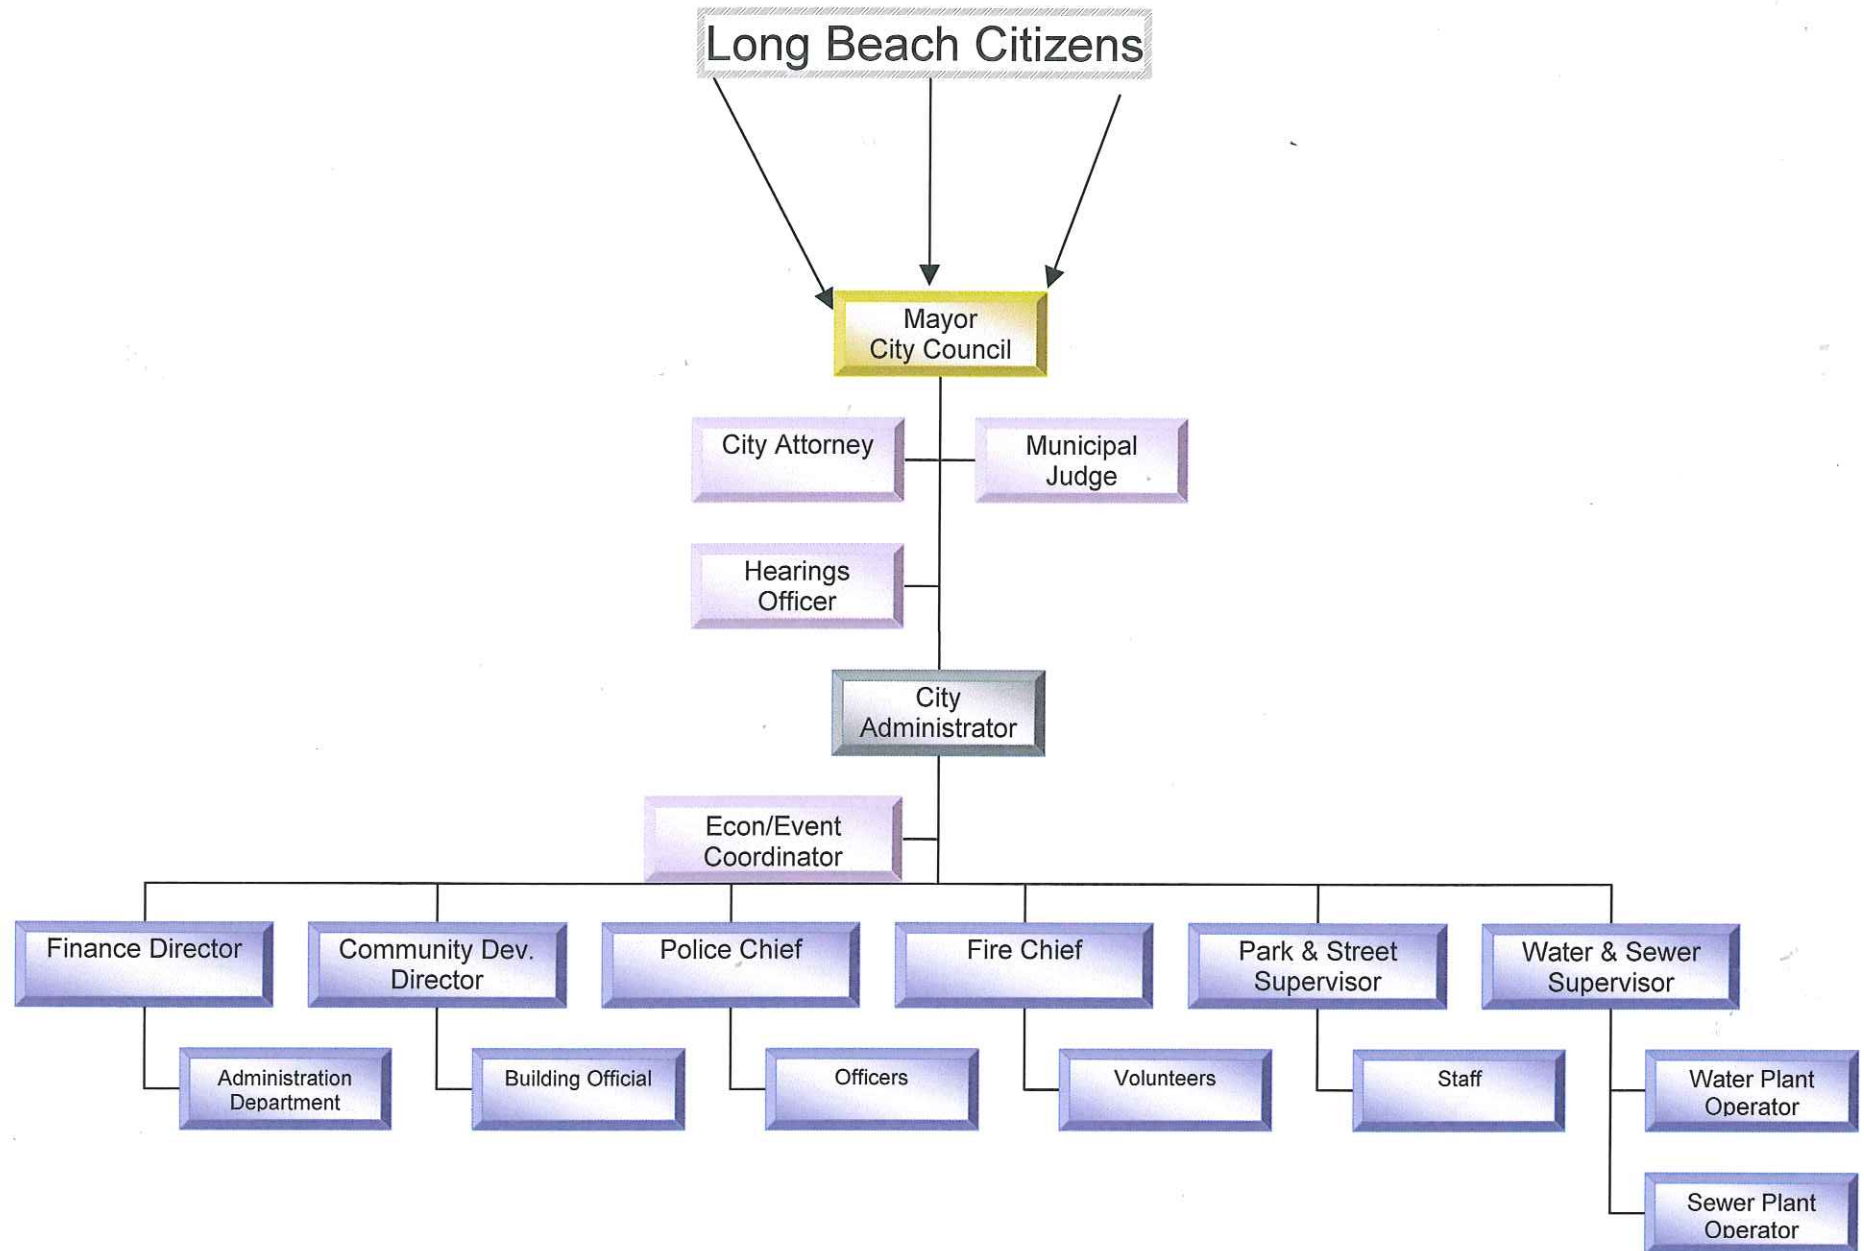 Long Beach Citizens
Mayor
City Council
City Attorney
Municipal
Judge
Hearings
Officer
City
Administrator
Econ/Event
Coordinator
Finance Director
Community Dev.
Director
Police Chief
Fire Chief
Park & Street
Supervisor
Water & Sewer
Supervisor
Administration
Department
Building Official
Officers
Volunteers
Staff
Water Plant
Operator
Sewer Plant
Operator